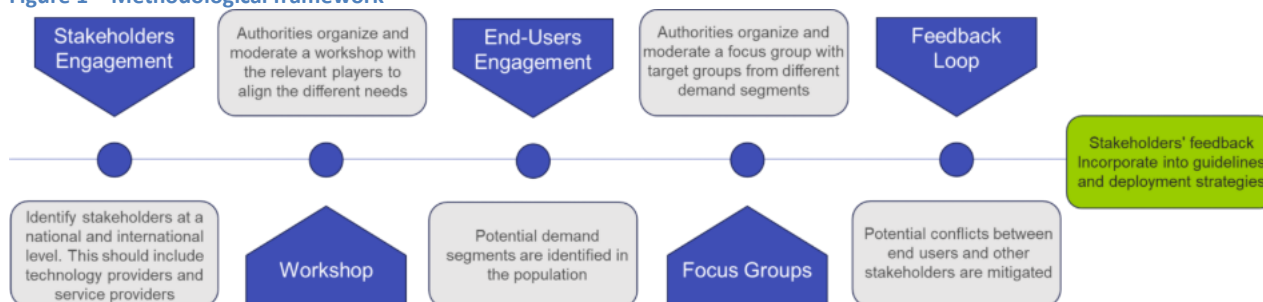 Figure 1 – Methodological framework
Stakeholders
Engagement
Authorities organize and
moderate a workshop with
the relevant players to
align the different needs
End-Users
Engagement
Authorities organize and
moderate a focus group with
target groups from different
demand segments
Feedback
Loop
Stakeholders' feedback
Incorporate into guidelines
and deployment strategies
Identify stakeholders at a
national and international
level. This should include
technology providers and
service providers
Workshop
Potential demand
segments are identified in
the population
Focus Groups
Potential conflicts between
end users and other
stakeholders are mitigated